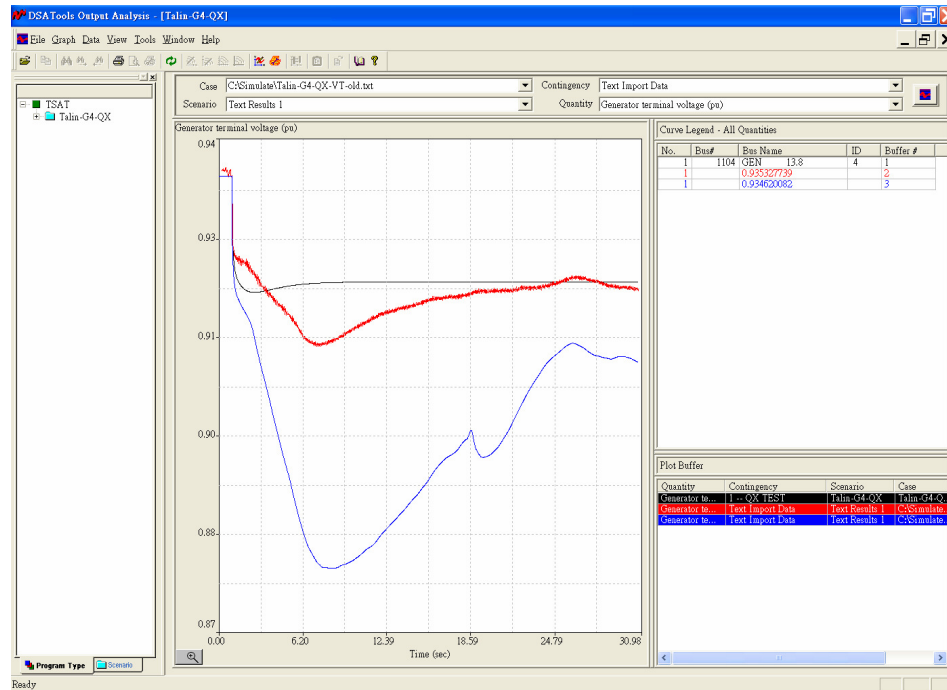 DSATools Output Analysis - [Talin-G4-QX]
File Graph Data View Tools Window Help
TSAT
Talin-G4-QX
Case C:\Simulate\Talin-G4-QX-VT-old.txt Contingency Text Import Data
Scenario Text Results 1 Quantity Generator terminal voltage (pu)
Generator terminal voltage (pu)
0.94
0.93
0.91
0.90
0.88
0.87
0.00 6.20 12.39 18.59 24.79 30.98
Time (sec)
Curve Legend - All Quantities
No. Bus# Bus Name ID Buffer #
1 1104 GEN 13.8 4 1
1 0.935327739 2
1 0.934620082 3
Plot Buffer
Quantity Contingency Scenario Case
Generator te... 1 -- QX TEST Talin-G4-QX Talin-G4-Q...
Generator te... Text Import Data Text Results 1 C:\Simulate...
Generator te... Text Import Data Text Results 1 C:\Simulate...
Program Type Scenario
Ready